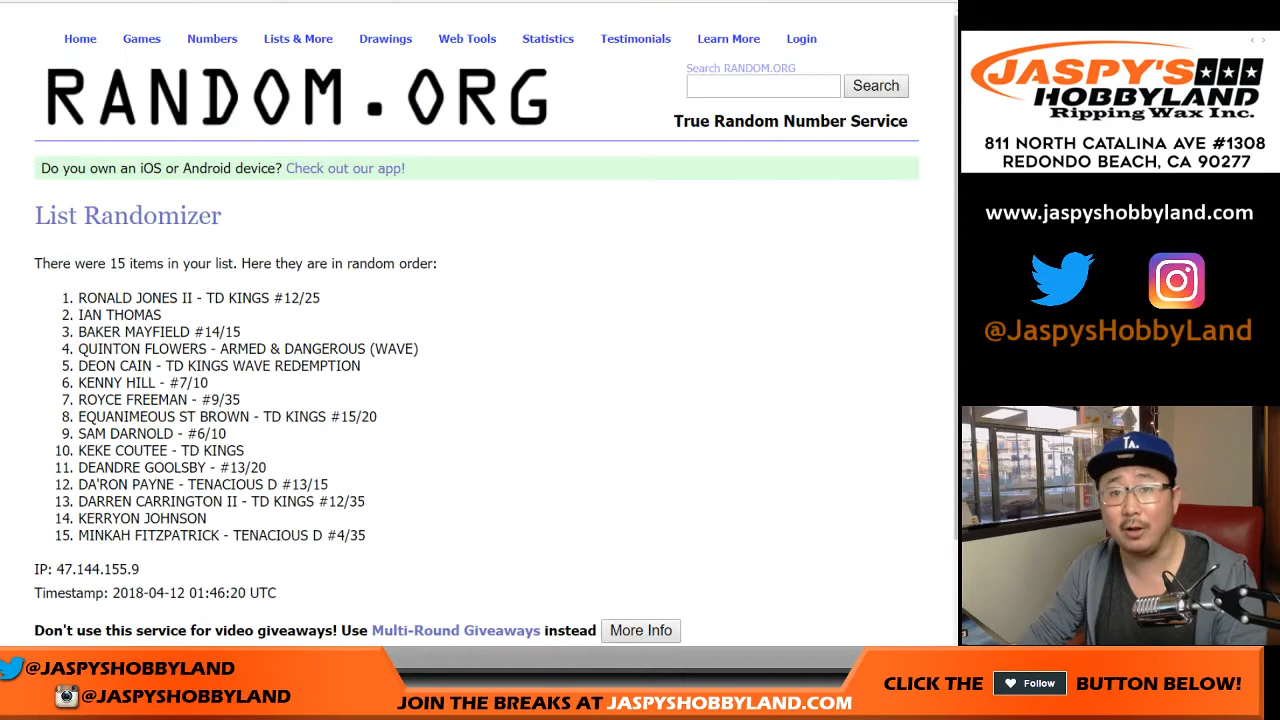 Home Games Numbers Lists & More Drawings Web Tools Statistics Testimonials Learn More Login
RANDOM.ORG
Search RANDOM.ORG
Search
True Random Number Service
Do you own an iOS or Android device? Check out our app!
List Randomizer
There were 15 items in your list. Here they are in random order:
1. RONALD JONES II - TD KINGS #12/25
2. IAN THOMAS
3. BAKER MAYFIELD #14/15
4. QUINTON FLOWERS - ARMED & DANGEROUS (WAVE)
5. DEON CAIN - TD KINGS WAVE REDEMPTION
6. KENNY HILL - #7/10
7. ROYCE FREEMAN - #9/35
8. EQUANIMEOUS ST BROWN - TD KINGS #15/20
9. SAM DARNOLD - #6/10
10. KEKE COUTEE - TD KINGS
11. DEANDRE GOOLSBY - #13/20
12. DA'RON PAYNE - TENACIOUS D #13/15
13. DARREN CARRINGTON II - TD KINGS #12/35
14. KERRYON JOHNSON
15. MINKAH FITZPATRICK - TENACIOUS D #4/35
IP: 47.144.155.9
Timestamp: 2018-04-12 01:46:20 UTC
Don't use this service for video giveaways! Use Multi-Round Giveaways instead More Info
JASPY'S
HOBBYLAND
Ripping Wax Inc.
811 NORTH CATALINA AVE #1308
REDONDO BEACH, CA 90277
www.jaspyshobbyland.com
@JaspysHobbyLand
@JASPYSHOBBYLAND
@JASPYSHOBBYLAND
JOIN THE BREAKS AT JASPYSHOBBYLAND.COM
CLICK THE Follow BUTTON BELOW!